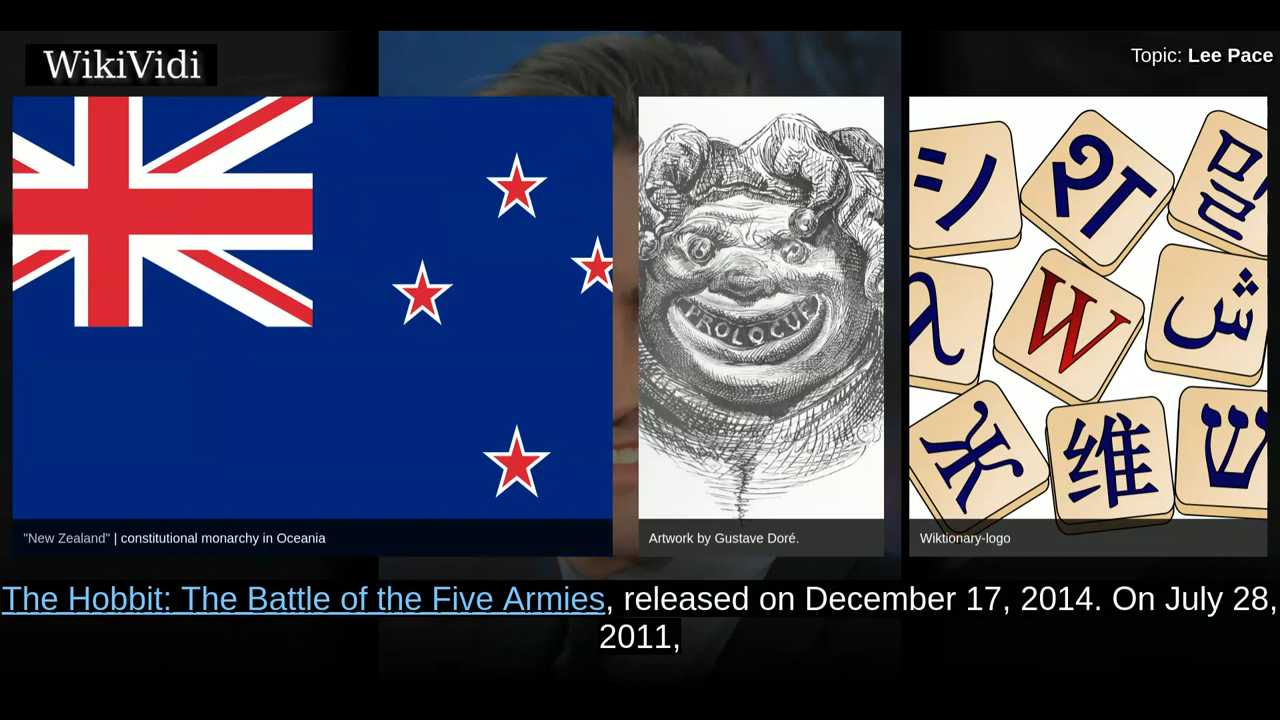 WikiVidi
Topic: Lee Pace
PROLOGUE
シ
श
밀
λ
W
ش
Ж
维
ש
"New Zealand" | constitutional monarchy in Oceania
Artwork by Gustave Doré.
Wiktionary-logo
The Hobbit: The Battle of the Five Armies, released on December 17, 2014. On July 28,
2011,